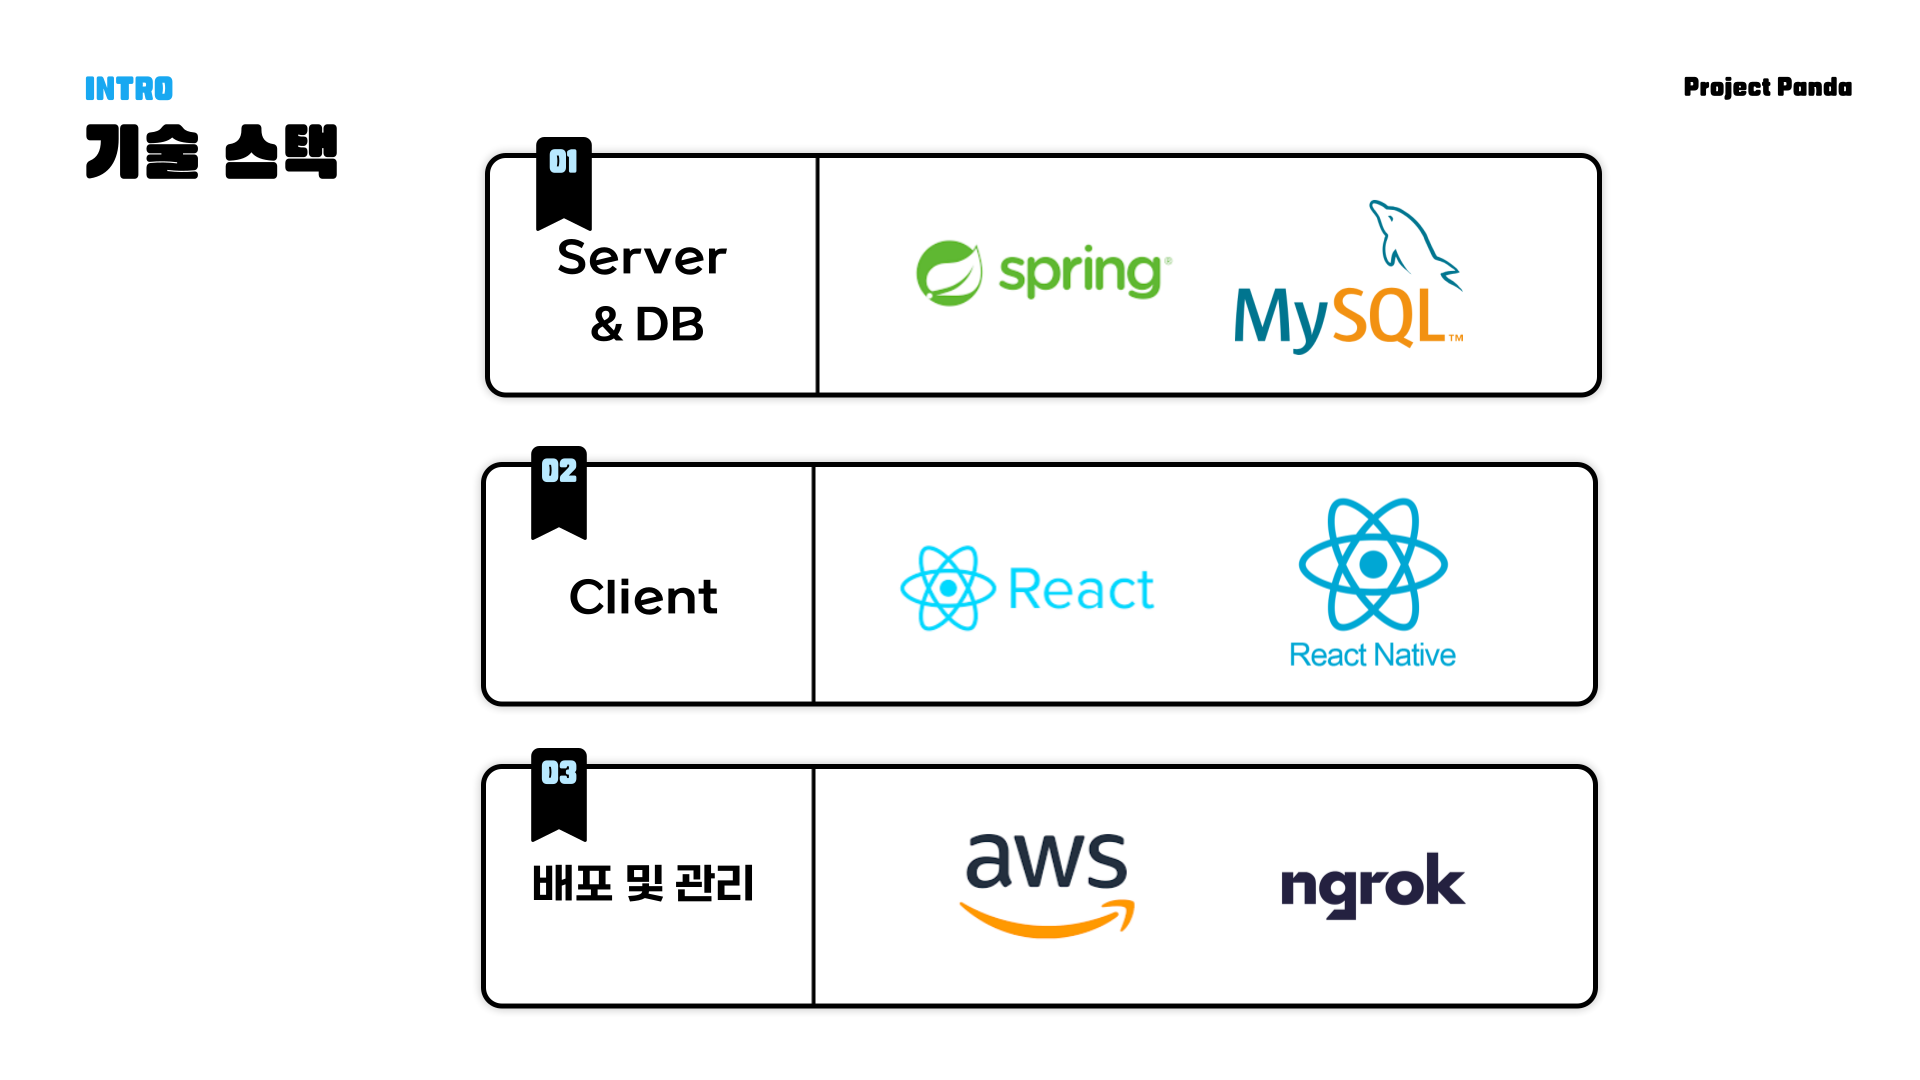 INTRO
기술 스택
Project Panda
01
Server
& DB
spring®
MySQL™
02
Client
React
React Native
03
배포 및 관리
aws
ngrok